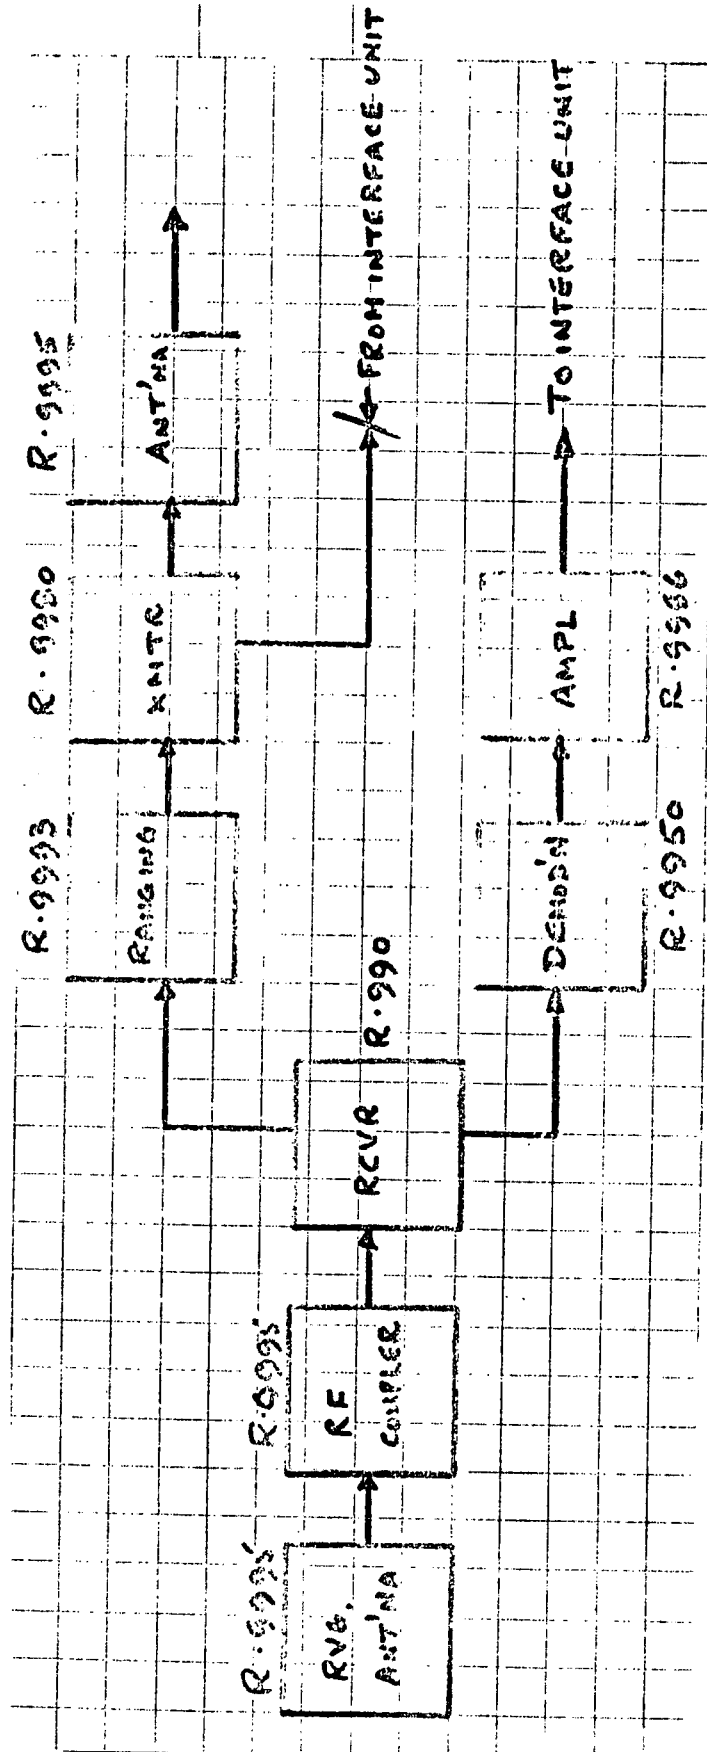 R.9995
RVG.
ANT'NA
R.9995
RF
COUPLER
RCVR
R.990
R.9993
RANGING
R.9980
XMTR
R.9995
ANT'NA
FROM INTERFACE UNIT
DEMOD'N
R.9950
AMPL
R.9986
TO INTERFACE UNIT